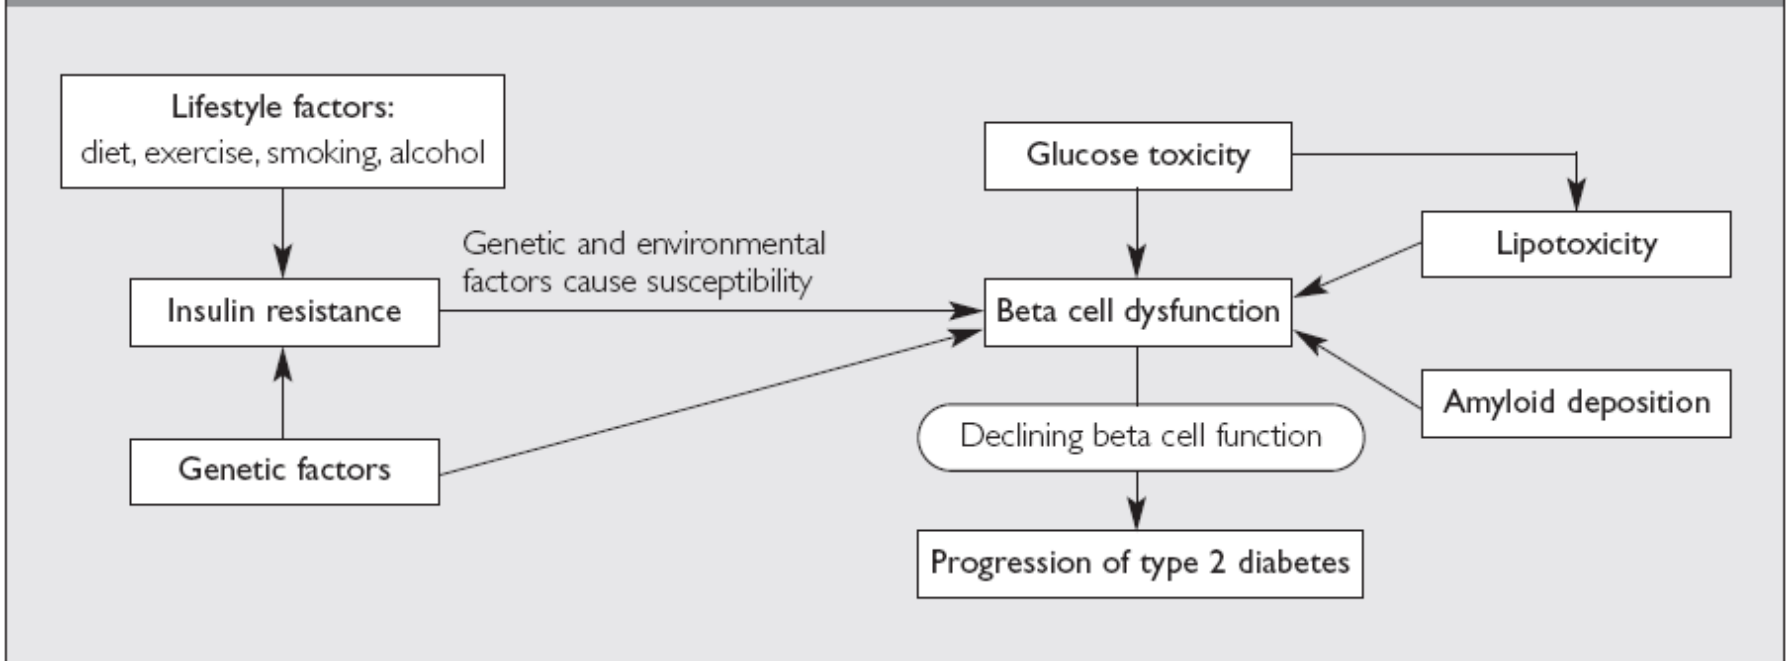 Lifestyle factors:
diet, exercise, smoking, alcohol
Glucose toxicity
Lipotoxicity
Genetic and environmental
factors cause susceptibility
Insulin resistance
Beta cell dysfunction
Amyloid deposition
Declining beta cell function
Genetic factors
Progression of type 2 diabetes